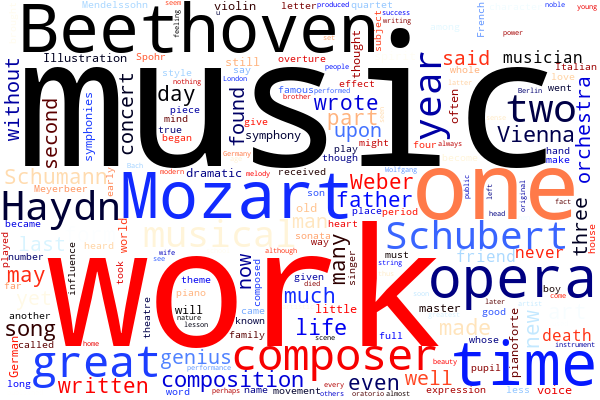 Mendelssohn
seem
feeling
violin
letter
produced
quartet
success
writing
subject
French
noble
young
power
Beethoven
Illustration
Spohr
overture
thought
people
said
musician
Italian
still
whole
love
without
second
symphonies
concert
style
day
say
London
nothing
famous
performed
effect
brother
wrote
year
often
latter
two
Berlin
went
orchestra
music
piece
mind
true
began
found
give
symphony
part
upon
might
four
always
Vienna
hand
make
Schumann
Meyerbeer
early
Bach
modern
dramatic
Germany
melody
play
though
received
Wolfgang
Weber
father
one
public
left
head
original
fact
Haydn
Mozart
son
place
period
became
old
man
heart
Schubert
three
house
played
last
heard
world
musical
sonata
way
many
singer
friend
never
number
influence
wife
see
although
now
composed
given
died
must
string
opera
boy
come
may
far
yet
took
work
theme
piano
much
little
later
good
another
song
called
theatre
will
nature
lesson
came
known
family
life
scene
full
master
made
whose
pianoforte
new
artist
death
German
long
home
great
genius
performance
composer
beauty
pupil
time
instrument
written
word
composition
perhaps
name
movement
even
every
others
oratorio
almost
well
expression
less
voice